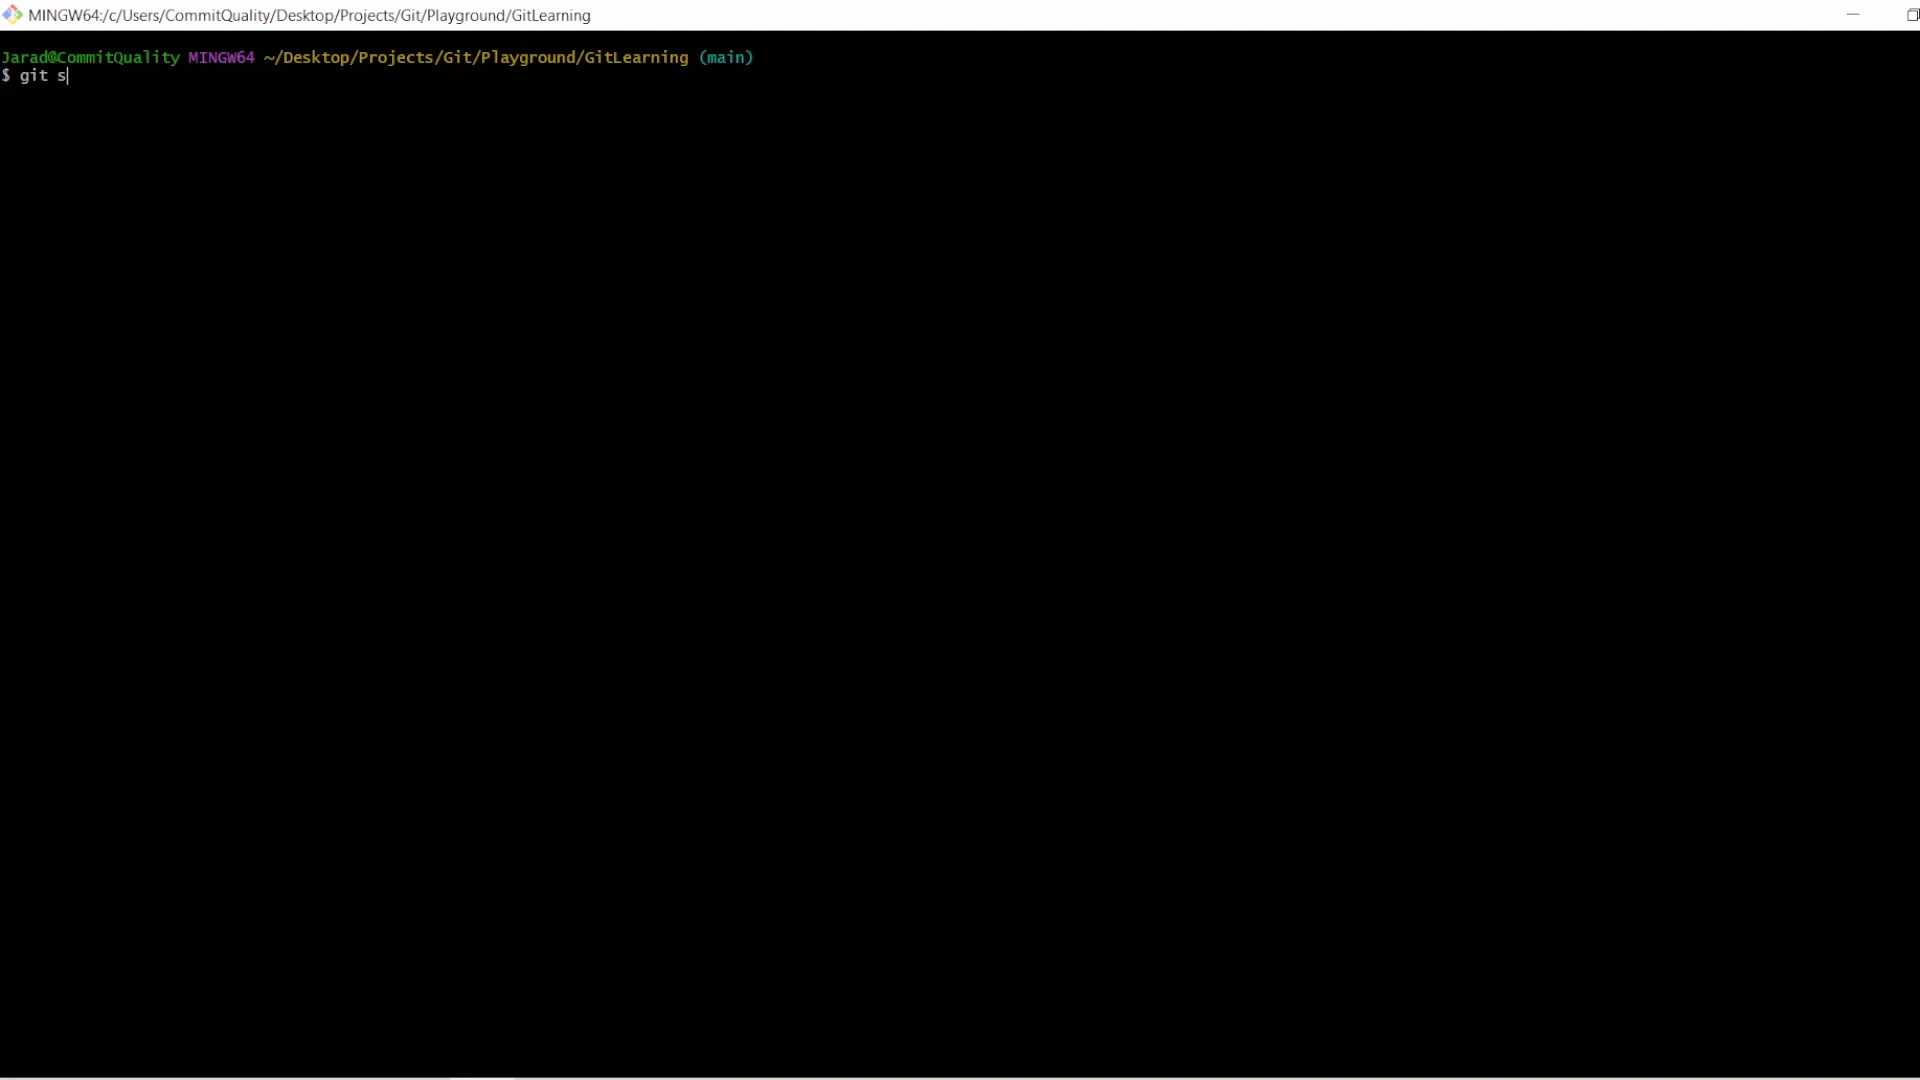 MINGW64:/c/Users/CommitQuality/Desktop/Projects/Git/Playground/GitLearning
Jarad@CommitQuality MINGW64 ~/Desktop/Projects/Git/Playground/GitLearning (main)
$ git s